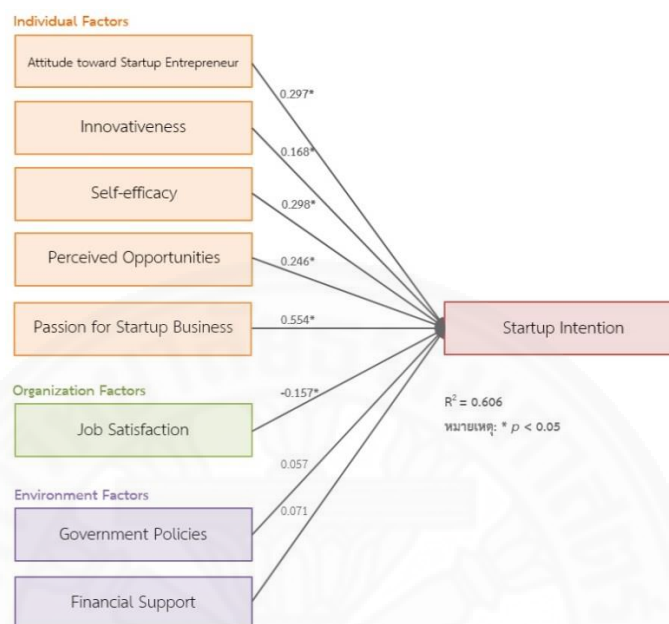 Individual Factors
Attitude toward Startup Entrepreneur
0.297*
Innovativeness
0.168*
Self-efficacy
0.298*
Perceived Opportunities
0.246*
Passion for Startup Business
0.554*
Startup Intention
Organization Factors
-0.157*
Job Satisfaction
R² = 0.606
หมายเหตุ: * p < 0.05
0.057
Environment Factors
0.071
Government Policies
Financial Support